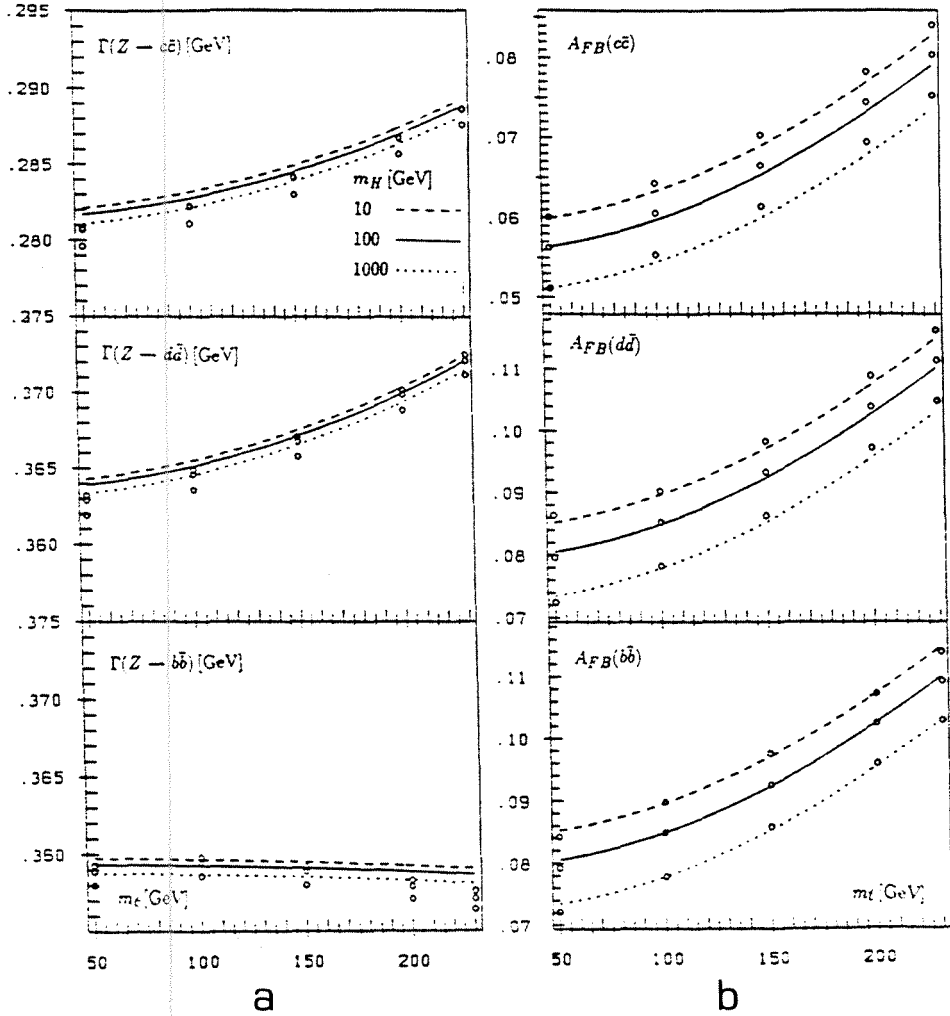 .295
Γ(Z − cc̄) [GeV]
.290
.285
m_H [GeV]
10
.280
100
1000
.375
Γ(Z − dd̄) [GeV]
.370
.365
.360
.375
Γ(Z − bb̄) [GeV]
.370
.365
.350
m_t [GeV]
50 100 150 200
a
A_FB(cc̄)
.08
.07
.06
.05
A_FB(dd̄)
.11
.10
.09
.08
.07
A_FB(bb̄)
.11
.10
.09
.08
m_t [GeV]
.07
50 100 150 200
b